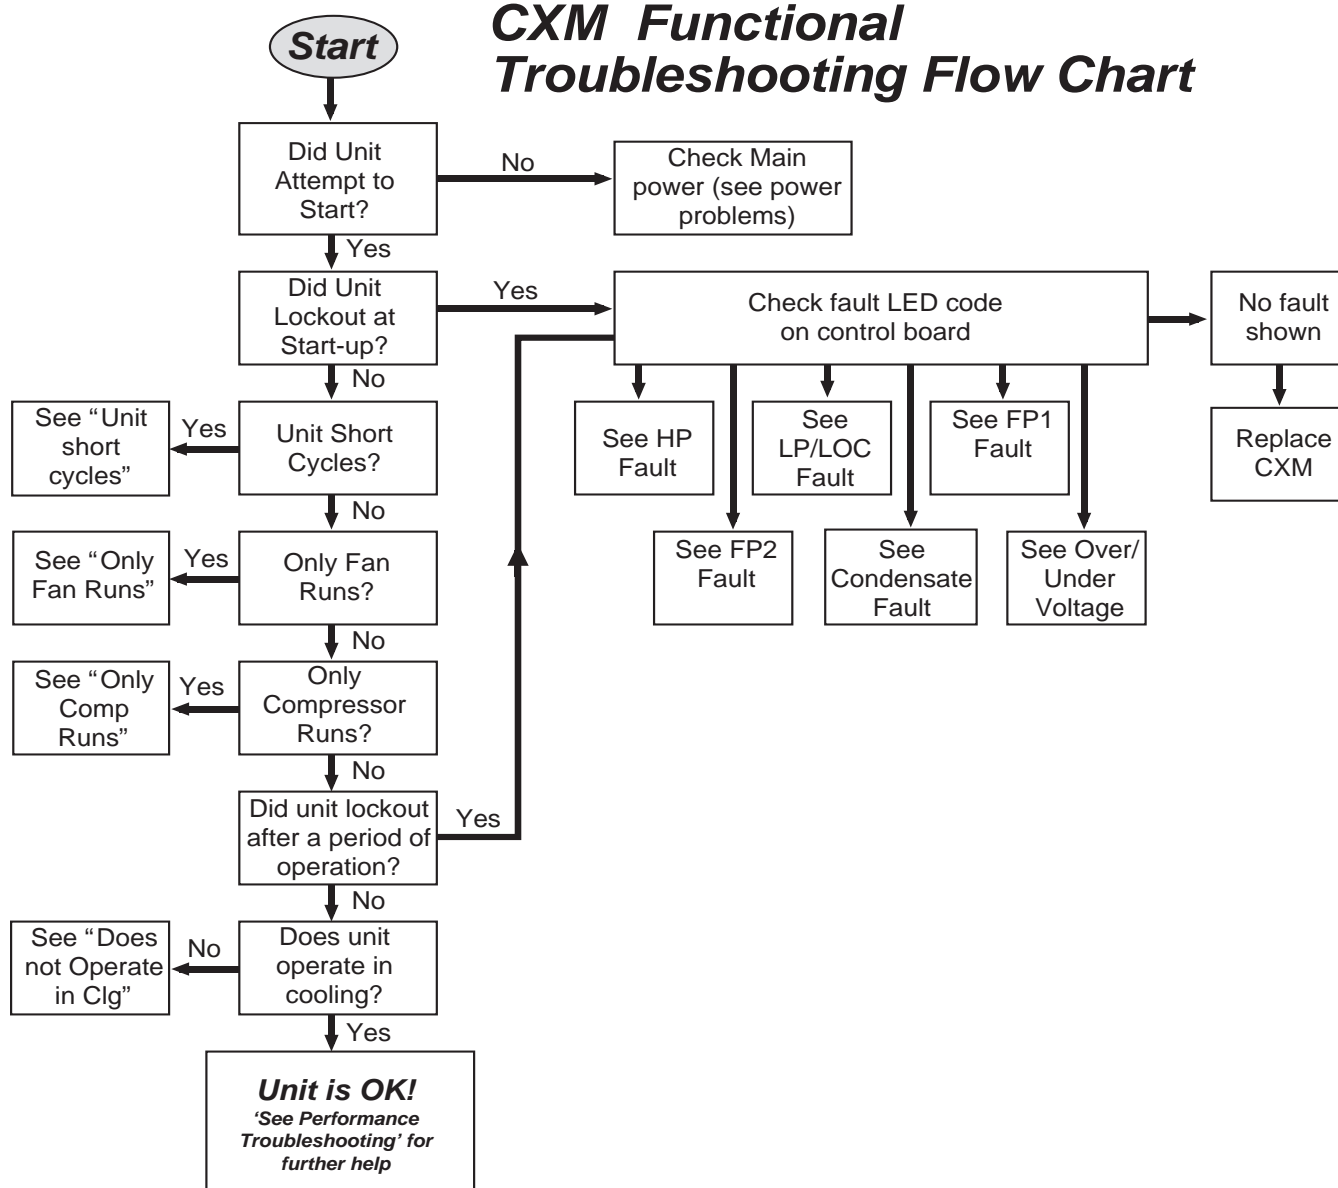 CXM Functional
Troubleshooting Flow Chart
Start
Did Unit
Attempt to
Start?
No
Check Main
power (see power
problems)
Yes
Did Unit
Lockout at
Start-up?
Yes
Check fault LED code
on control board
No fault
shown
No
See “Unit
short
cycles”
Yes
Unit Short
Cycles?
See HP
Fault
See
LP/LOC
Fault
See FP1
Fault
Replace
CXM
No
See “Only
Fan Runs”
Yes
Only Fan
Runs?
See FP2
Fault
See
Condensate
Fault
See Over/
Under
Voltage
No
See “Only
Comp
Runs”
Yes
Only
Compressor
Runs?
No
Did unit lockout
after a period of
operation?
Yes
No
See “Does
not Operate
in Clg”
No
Does unit
operate in
cooling?
Yes
Unit is OK!
‘See Performance
Troubleshooting’ for
further help